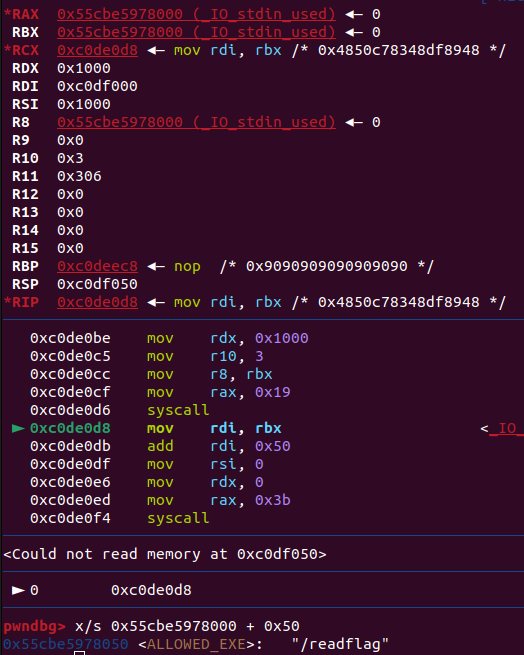 *RAX  0x55cbe5978000 (_IO_stdin_used) ◂— 0
RBX  0x55cbe5978000 (_IO_stdin_used) ◂— 0
*RCX  0xc0de0d8 ◂— mov rdi, rbx /* 0x4850c78348df8948 */
RDX  0x1000
RDI  0xc0df000
RSI  0x1000
R8   0x55cbe5978000 (_IO_stdin_used) ◂— 0
R9   0x0
R10  0x3
R11  0x306
R12  0x0
R13  0x0
R14  0x0
R15  0x0
RBP  0xc0deec8 ◂— nop  /* 0x9090909090909090 */
RSP  0xc0df050
*RIP  0xc0de0d8 ◂— mov rdi, rbx /* 0x4850c78348df8948 */
0xc0de0be    mov    rdx, 0x1000
0xc0de0c5    mov    r10, 3
0xc0de0cc    mov    r8, rbx
0xc0de0cf    mov    rax, 0x19
0xc0de0d6    syscall
► 0xc0de0d8    mov    rdi, rbx    <_IO_
0xc0de0db    add    rdi, 0x50
0xc0de0df    mov    rsi, 0
0xc0de0e6    mov    rdx, 0
0xc0de0ed    mov    rax, 0x3b
0xc0de0f4    syscall
<Could not read memory at 0xc0df050>
► 0        0xc0de0d8
pwndbg> x/s 0x55cbe5978000 + 0x50
0x55cbe5978050 <ALLOWED_EXE>:   "/readflag"